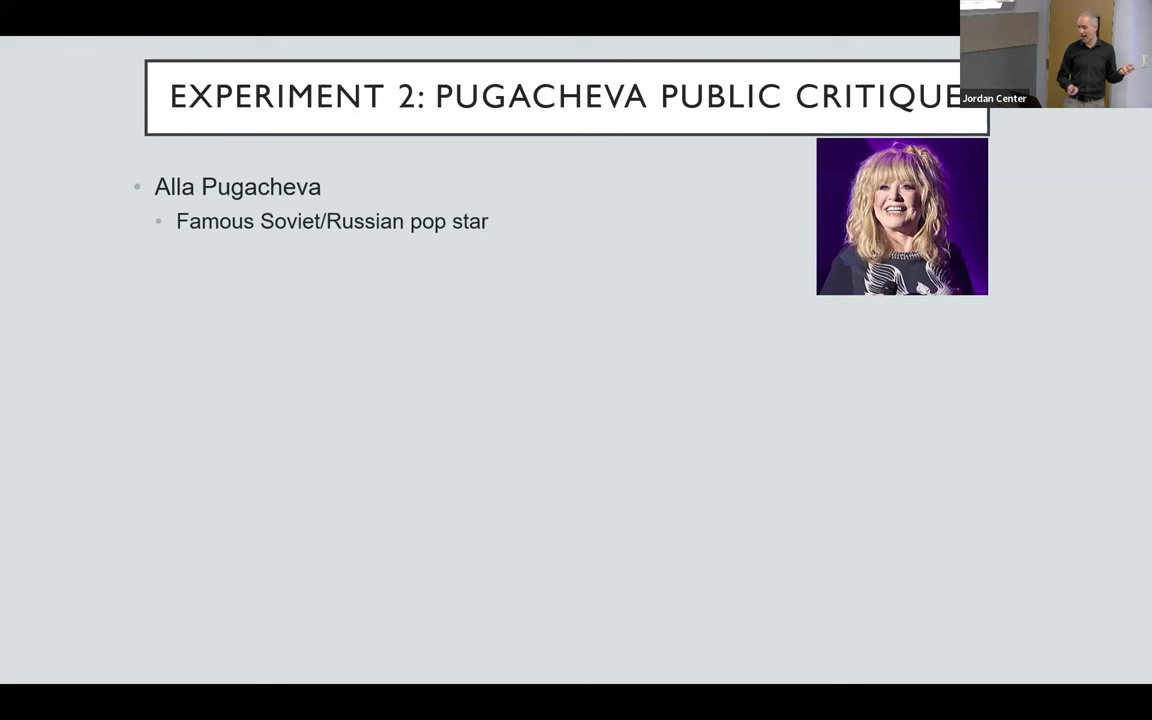 EXPERIMENT 2: PUGACHEVA PUBLIC CRITIQUE
Jordan Center
Alla Pugacheva
Famous Soviet/Russian pop star